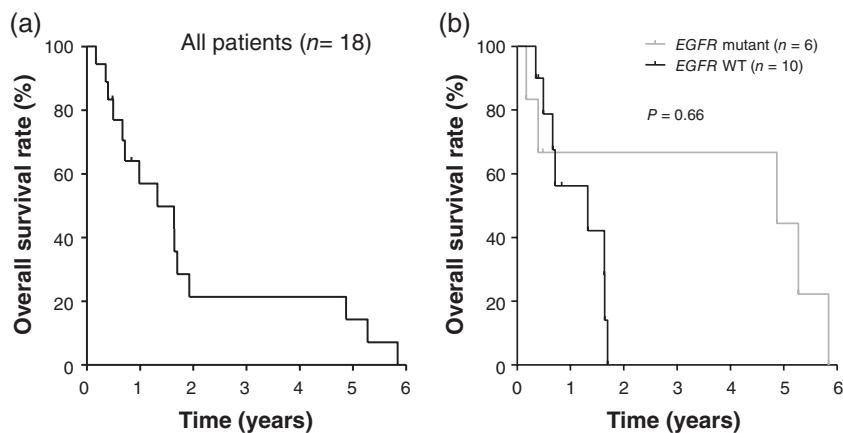 (a)
All patients (n= 18)
Overall survival rate (%)
100
80
60
40
20
0
0 1 2 3 4 5 6
Time (years)
(b)
EGFR mutant (n = 6)
EGFR WT (n = 10)
P = 0.66
Overall survival rate (%)
100
80
60
40
20
0
0 1 2 3 4 5 6
Time (years)